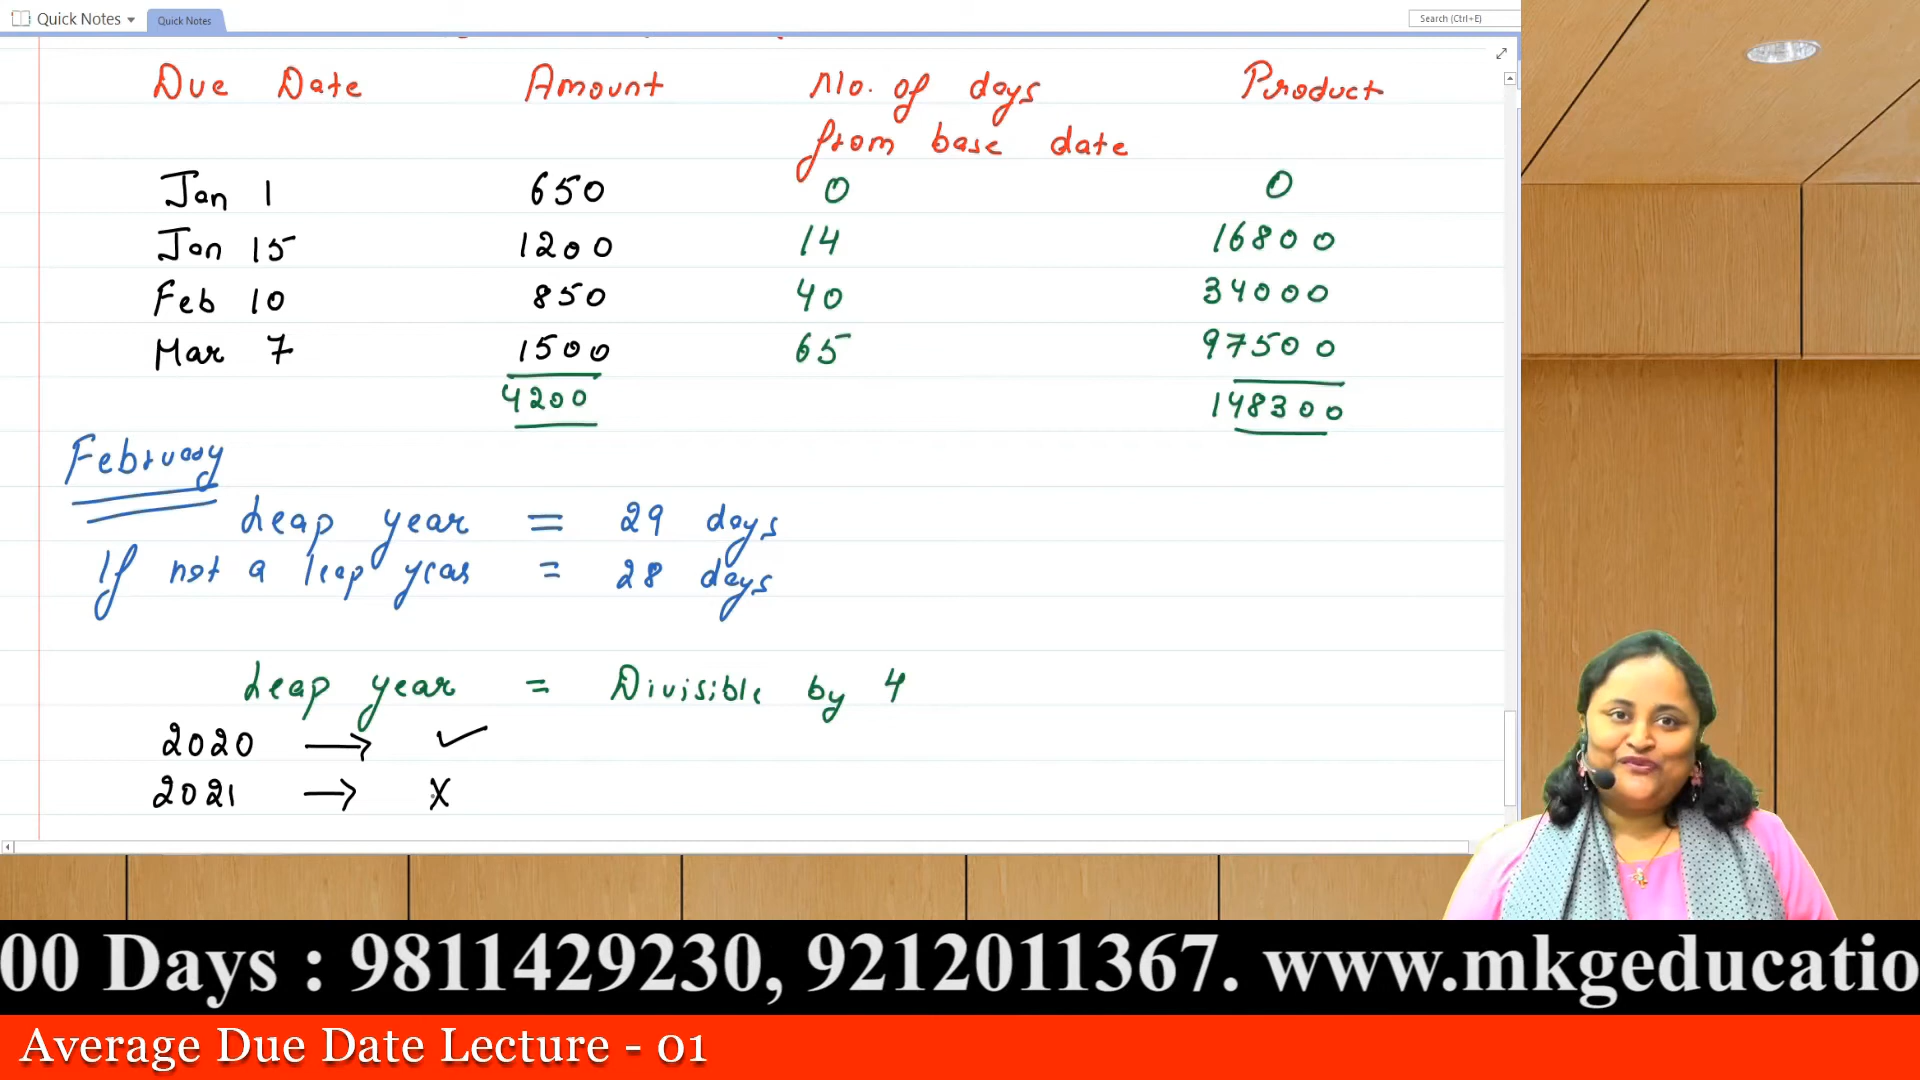 Quick Notes
Quick Notes
Search (Ctrl+E)
Due Date Amount No. of days Product
from base date
Jan 1 650 0 0
Jan 15 1200 14 16800
Feb 10 850 40 34000
Mar 7 1500 65 97500
4200 148300
February
Leap year = 29 days
If not a leap year = 28 days
Leap year = Divisible by 4
2020 → ✓
2021 → X
00 Days : 9811429230, 9212011367. www.mkgeducatio
Average Due Date Lecture - 01